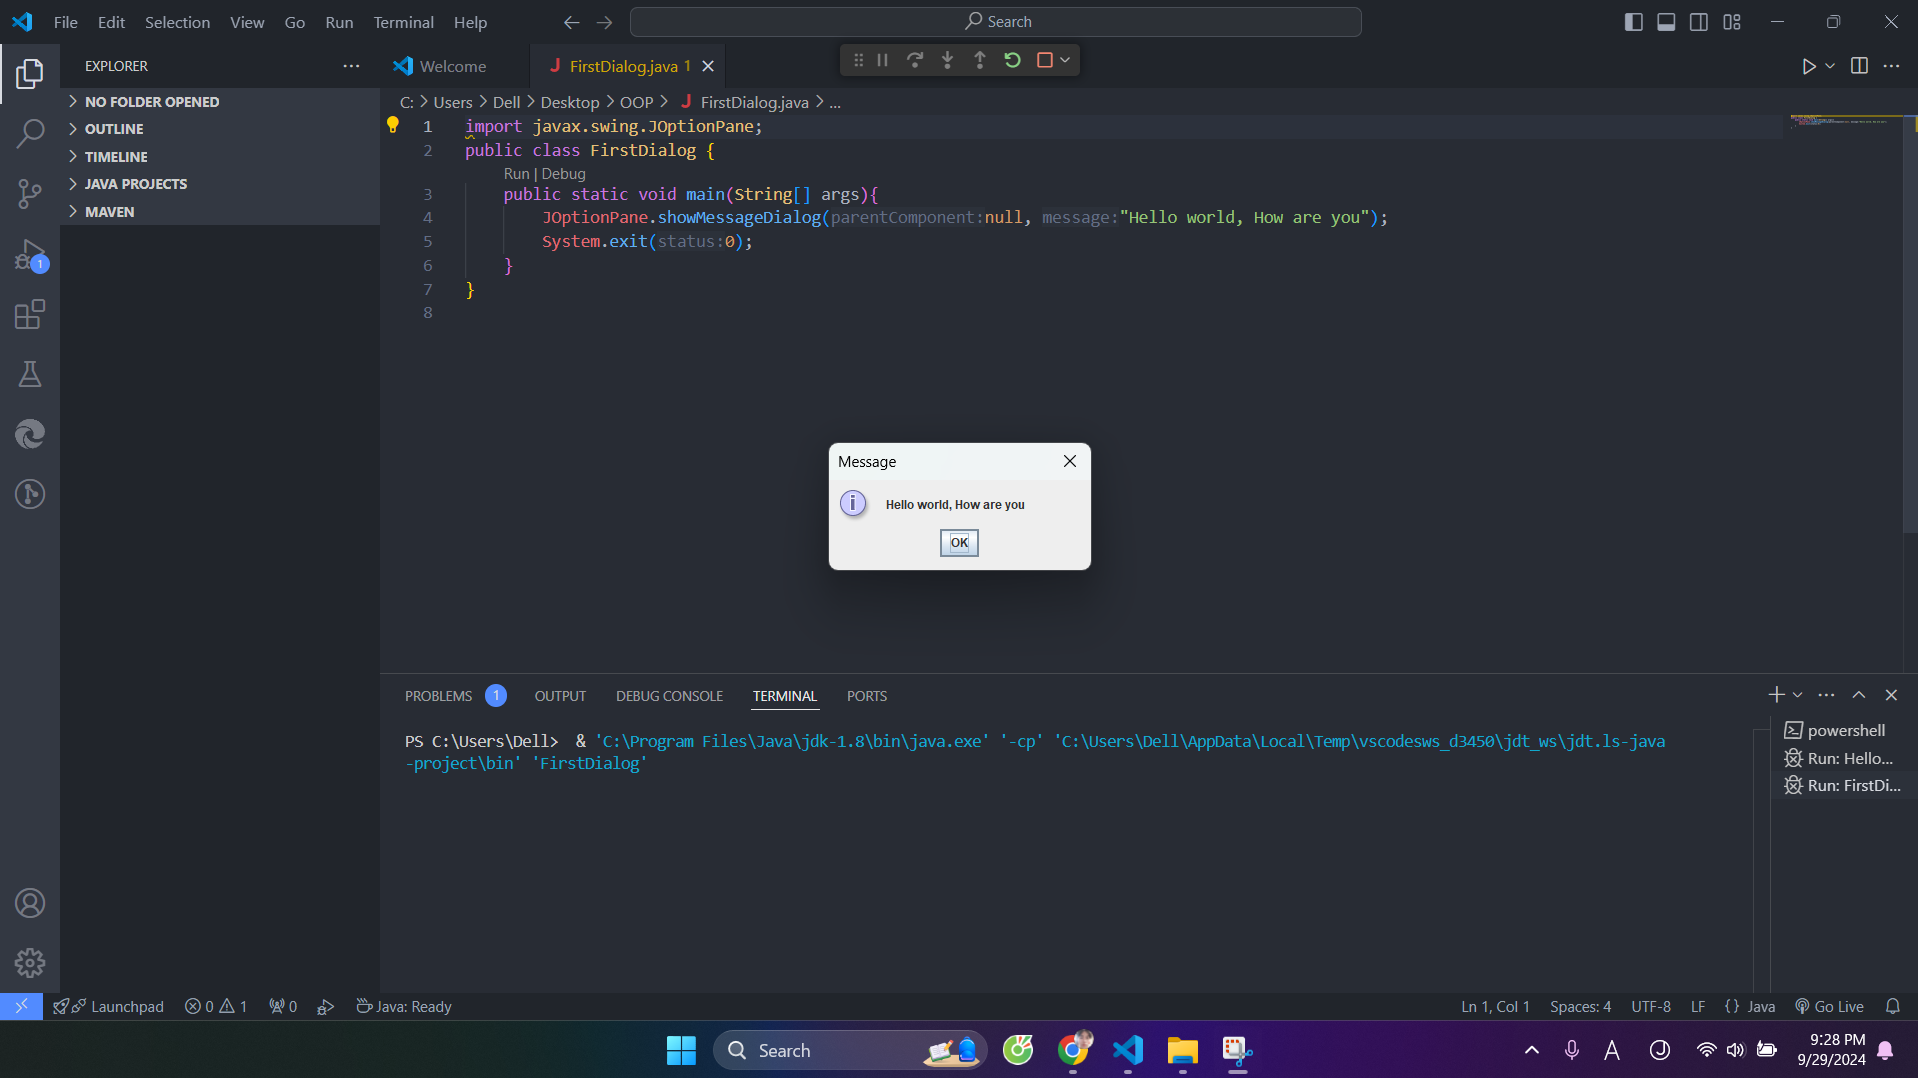 File Edit Selection View Go Run Terminal Help
Search
EXPLORER
NO FOLDER OPENED
OUTLINE
TIMELINE
JAVA PROJECTS
MAVEN
1
Welcome
J FirstDialog.java 1
C: > Users > Dell > Desktop > OOP > J FirstDialog.java > ...
1 import javax.swing.JOptionPane;
2 public class FirstDialog {
Run | Debug
3 public static void main(String[] args){
4 JOptionPane.showMessageDialog(parentComponent:null, message:"Hello world, How are you");
5 System.exit(status:0);
6 }
7 }
8
Message
Hello world, How are you
OK
PROBLEMS 1 OUTPUT DEBUG CONSOLE TERMINAL PORTS
PS C:\Users\Dell> & 'C:\Program Files\Java\jdk-1.8\bin\java.exe' '-cp' 'C:\Users\Dell\AppData\Local\Temp\vscodesws_d3450\jdt_ws\jdt.ls-java
-project\bin' 'FirstDialog'
powershell
Run: Hello...
Run: FirstDi...
Launchpad 0 1 0 Java: Ready
Ln 1, Col 1 Spaces: 4 UTF-8 LF {} Java Go Live
Search
A
J
9:28 PM
9/29/2024